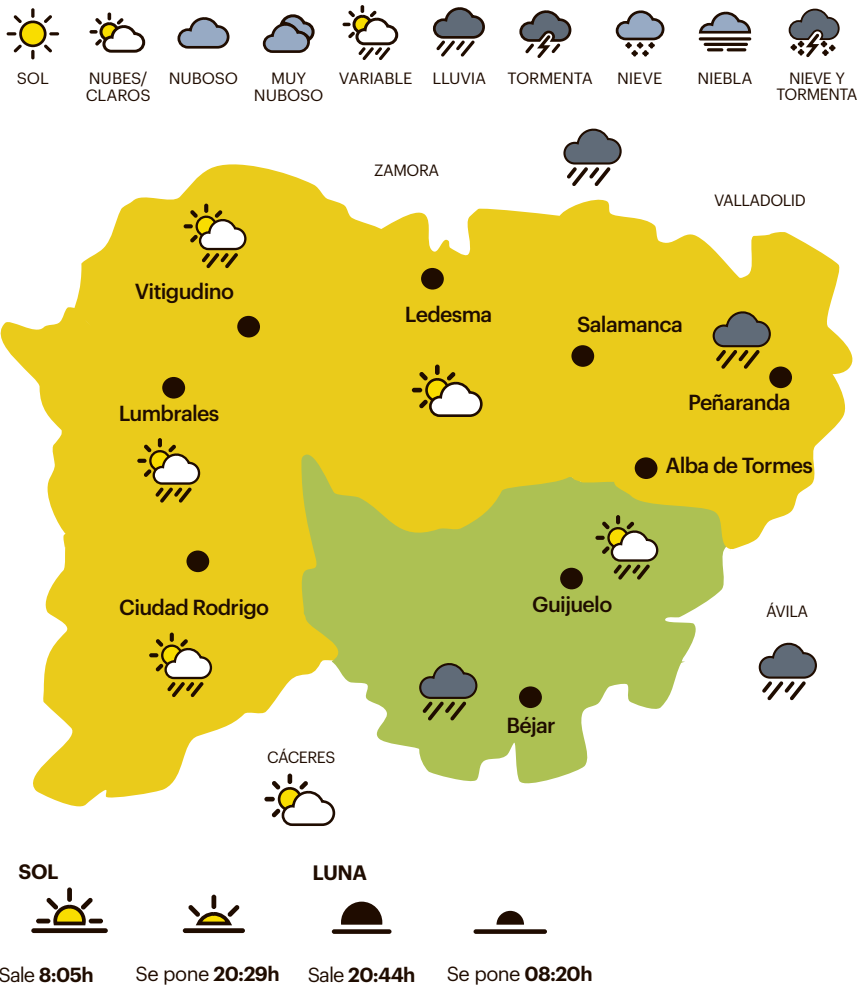 SOL
NUBES/
CLAROS
NUBOSO
MUY
NUBOSO
VARIABLE
LLUVIA
TORMENTA
NIEVE
NIEBLA
NIEVE Y
TORMENTA
ZAMORA
VALLADOLID
Vitigudino
Ledesma
Salamanca
Peñaranda
Lumbrales
Alba de Tormes
Ciudad Rodrigo
Guijuelo
ÁVILA
Béjar
CÁCERES
SOL
LUNA
Sale 8:05h
Se pone 20:29h
Sale 20:44h
Se pone 08:20h